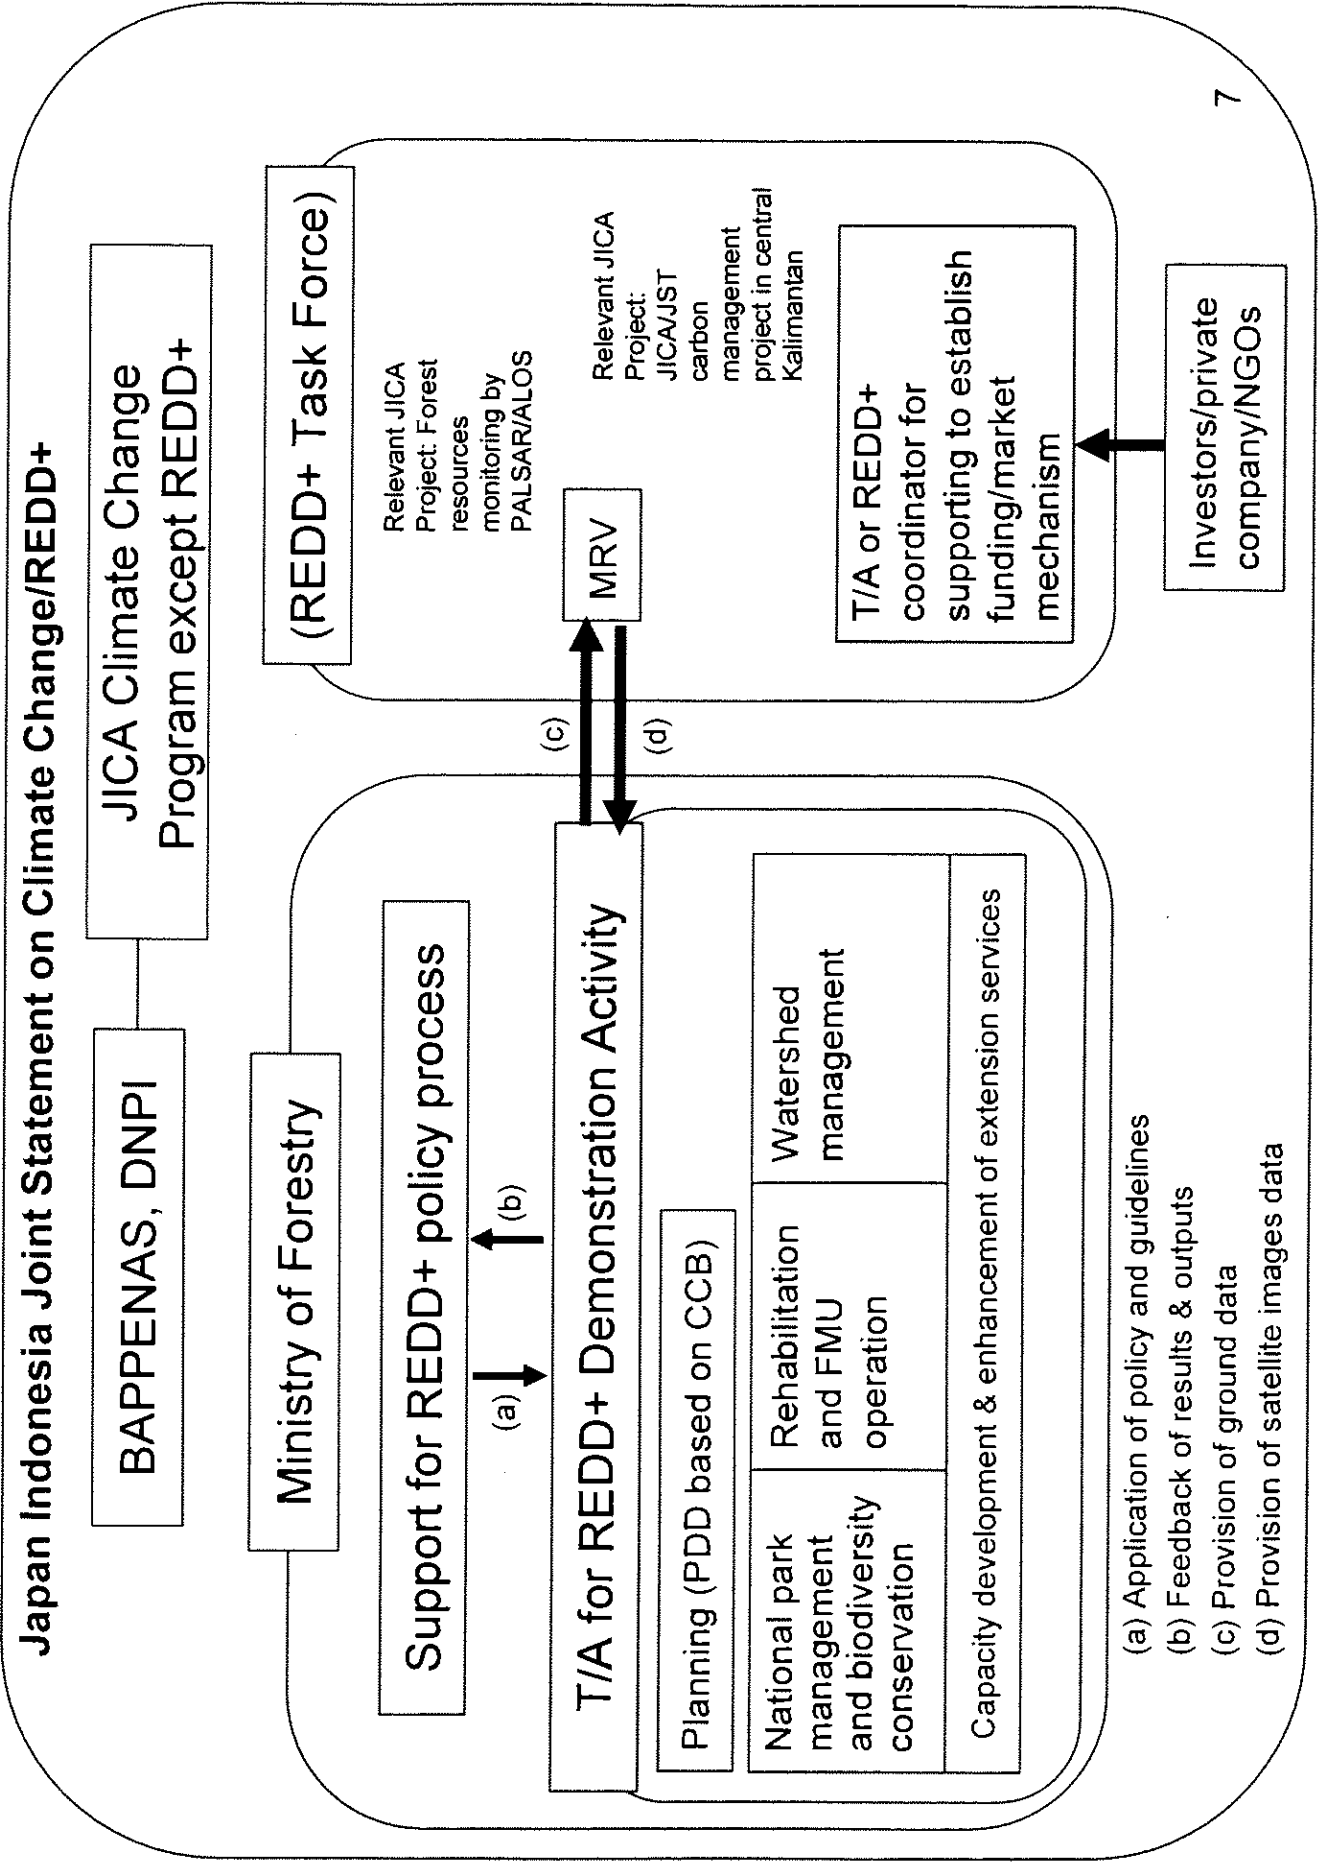 Japan Indonesia Joint Statement on Climate Change/REDD+
BAPPENAS, DNPI
JICA Climate Change
Program except REDD+
Ministry of Forestry
Support for REDD+ policy process
(a)
(b)
T/A for REDD+ Demonstration Activity
Planning (PDD based on CCB)
National park
management
and biodiversity
conservation
Rehabilitation
and FMU
operation
Watershed
management
Capacity development & enhancement of extension services
(c)
(d)
(REDD+ Task Force)
Relevant JICA
Project: Forest
resources
monitoring by
PALSAR/ALOS
MRV
Relevant JICA
Project:
JICA/JST
carbon
management
project in central
Kalimantan
T/A or REDD+
coordinator for
supporting to establish
funding/market
mechanism
Investors/private
company/NGOs
(a) Application of policy and guidelines
(b) Feedback of results & outputs
(c) Provision of ground data
(d) Provision of satellite images data
7